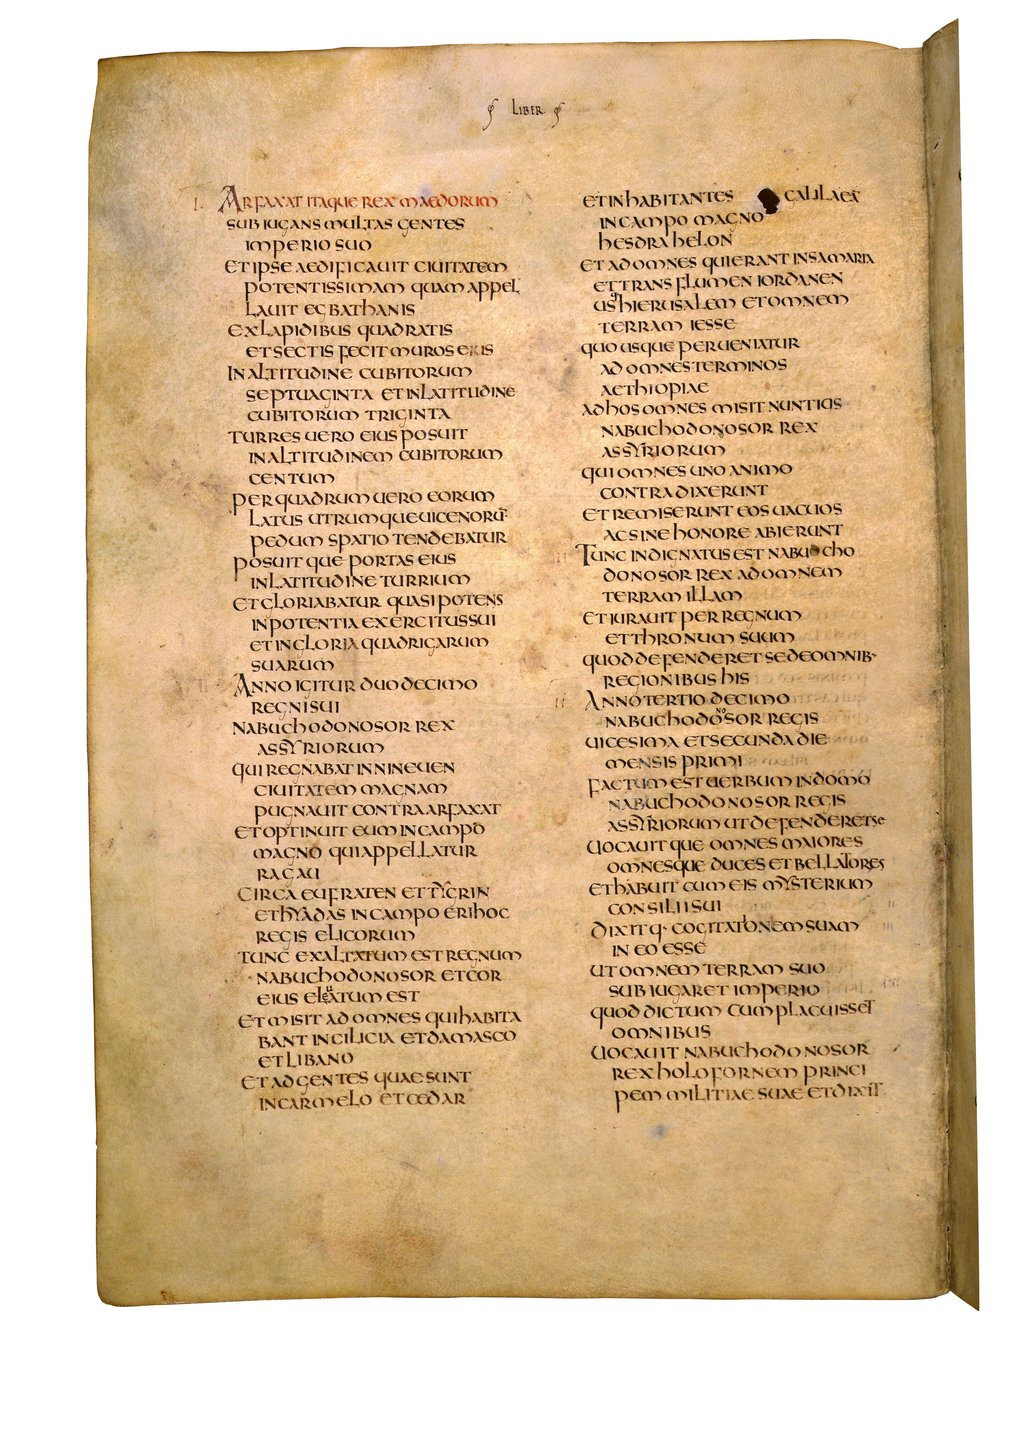 LIBER
I. ARFAXAT ITAQUE REX MAEDORUM
SUBIUGANS MULTAS GENTES
IMPERIO SUO
ET IPSE AEDIFICAUIT CIUITATEM
POTENTISSIMAM QUAM APPEL
LAUIT EGBATHANIS
EX LAPIDIBUS QUADRATIS
ET SECTIS FECIT MUROS EIUS
IN ALTITUDINE CUBITORUM
SEPTUAGINTA ET IN LATITUDINE
CUBITORUM TRIGINTA
TURRES UERO EIUS POSUIT
IN ALTITUDINEM CUBITORUM
CENTUM
PER QUADRUM UERO EORUM
LATUS UTRUMQUE UICENORŪ
PEDUM SPATIO TENDEBATUR
POSUITQUE PORTAS EIUS
IN LATITUDINE TURRIUM
ET GLORIABATUR QUASI POTENS
IN POTENTIA EXERCITUS SUI
ET IN GLORIA QUADRIGARUM
SUARUM
ANNO IGITUR DUODECIMO
REGNI SUI
NABUCHODONOSOR REX
ASSYRIORUM
QUI REGNABAT IN NINEUEN
CIUITATEM MAGNAM
PUGNAUIT CONTRA ARFAXAT
ET OPTINUIT EUM IN CAMPO
MAGNO QUI APPELLATUR
RAGAU
CIRCA EUFRATEN ET TYGRIN
ET HYADAS IN CAMPO ERIHOC
REGIS ELICORUM
TUNC EXALTATUM EST REGNUM
NABUCHODONOSOR ET COR
EIUS ELEUATUM EST
ET MISIT AD OMNES QUI HABITA
BANT IN CILICIA ET DAMASCO
ET LIBANO
ET AD GENTES QUAE SUNT
IN CARMELO ET CEDAR
ET INHABITANTES GALILAEA
IN CAMPO MAGNO
HESDRAHELON
ET AD OMNES QUI ERANT IN SAMARIA
ET TRANS FLUMEN IORDANEN
USQ HIERUSALEM ET OMNEM
TERRAM IESSE
QUOUSQUE PERUENIATUR
AD OMNES TERMINOS
AETHIOPIAE
AD HOS OMNES MISIT NUNTIUS
NABUCHODONOSOR REX
ASSYRIORUM
QUI OMNES UNO ANIMO
CONTRADIXERUNT
ET REMISERUNT EOS UACUOS
AC SINE HONORE ABIERUNT
TUNC INDIGNATUS EST NABUCHO
DONOSOR REX AD OMNEM
TERRAM ILLAM
ET IURAUIT PER REGNUM
ET THRONUM SUUM
QUOD DEFENDERET SE DE OMNIB·
REGIONIBUS HIS
II ANNO TERTIO DECIMO
NABUCHODONOSOR REGIS
UICESIMA ET SECUNDA DIE
MENSIS PRIMI
FACTUM EST UERBUM IN DOMO
NABUCHODONOSOR REGIS
ASSYRIORUM UT DEFENDERET SE
UOCAUITQUE OMNES MAIORES
OMNESQUE DUCES ET BELLATORES
ET HABUIT CUM EIS MYSTERIUM
CONSILII SUI
DIXITQ· COGITATIONEM SUAM
IN EO ESSE
UT OMNEM TERRAM SUO
SUBIUGARET IMPERIO
QUOD DICTUM CUM PLACUISSET
OMNIBUS
UOCAUIT NABUCHODONOSOR
REX HOLOFORNEM PRINCI
PEM MILITIAE SUAE ET DIXIT